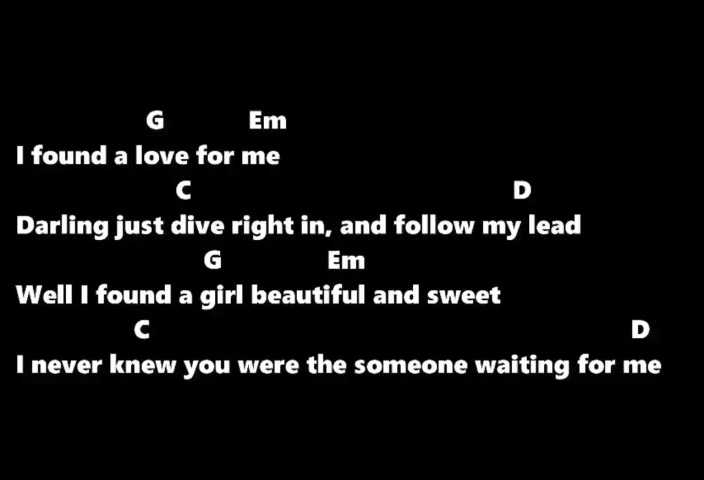 G Em
I found a love for me
C D
Darling just dive right in, and follow my lead
G Em
Well I found a girl beautiful and sweet
C D
I never knew you were the someone waiting for me